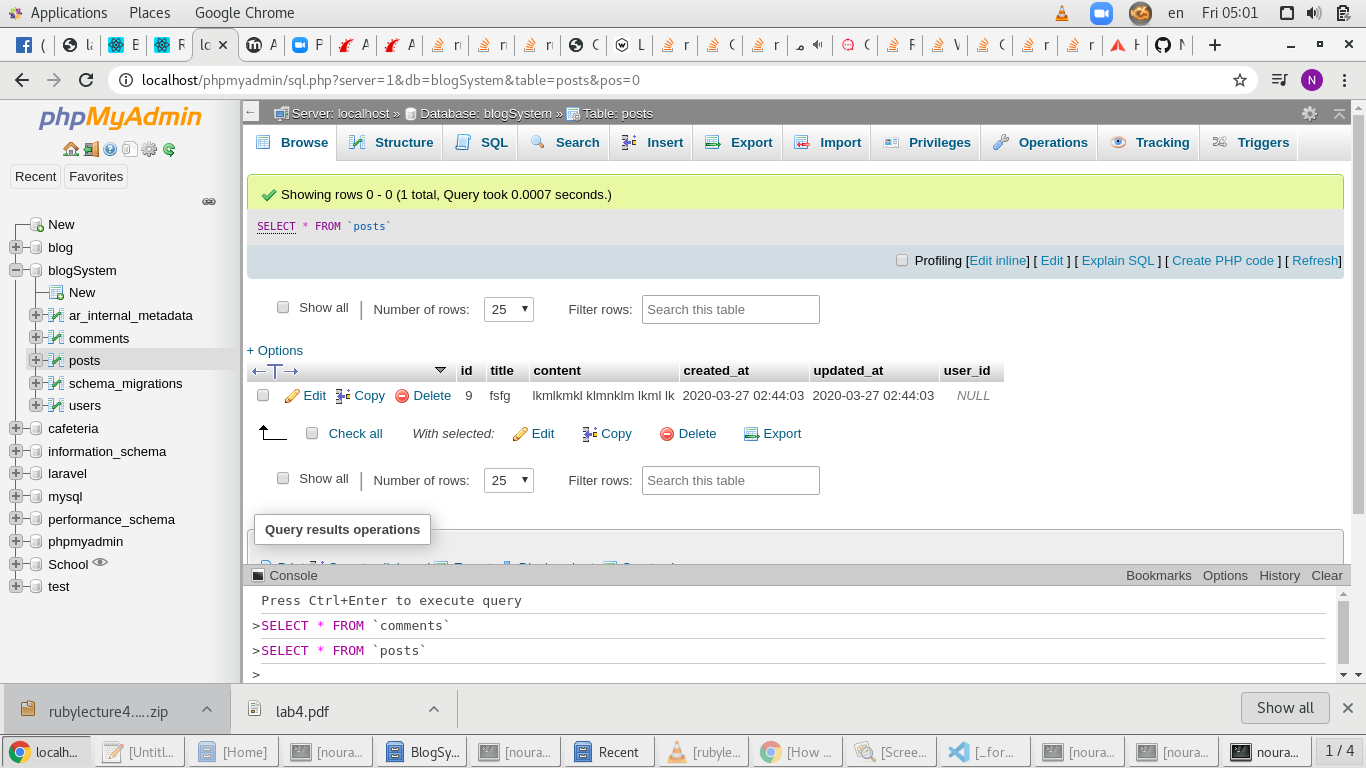 Applications Places Google Chrome en Fri 05:01
( la B R lo A P A A r r r C L r C r م C R V C r r H N
localhost/phpmyadmin/sql.php?server=1&db=blogSystem&table=posts&pos=0 N
phpMyAdmin
Recent Favorites
New
blog
blogSystem
New
ar_internal_metadata
comments
posts
schema_migrations
users
cafeteria
information_schema
laravel
mysql
performance_schema
phpmyadmin
School
test
Server: localhost » Database: blogSystem » Table: posts
Browse Structure SQL Search Insert Export Import Privileges Operations Tracking Triggers
Showing rows 0 - 0 (1 total, Query took 0.0007 seconds.)
SELECT * FROM `posts`
Profiling [Edit inline] [ Edit ] [ Explain SQL ] [ Create PHP code ] [ Refresh]
Show all | Number of rows: 25 Filter rows: Search this table
+ Options
←T→ id title content created_at updated_at user_id
Edit Copy Delete 9 fsfg lkmlkmkl klmnklm lkml lk 2020-03-27 02:44:03 2020-03-27 02:44:03 NULL
Check all With selected: Edit Copy Delete Export
Show all | Number of rows: 25 Filter rows: Search this table
Query results operations
Console Bookmarks Options History Clear
Press Ctrl+Enter to execute query
>SELECT * FROM `comments`
>SELECT * FROM `posts`
>
rubylecture4.....zip lab4.pdf Show all
localh... [Untitl... [Home] [noura... BlogSy... [noura... Recent [rubyle... [How ... [Scree... [_for... [noura... [noura... noura... 1 / 4